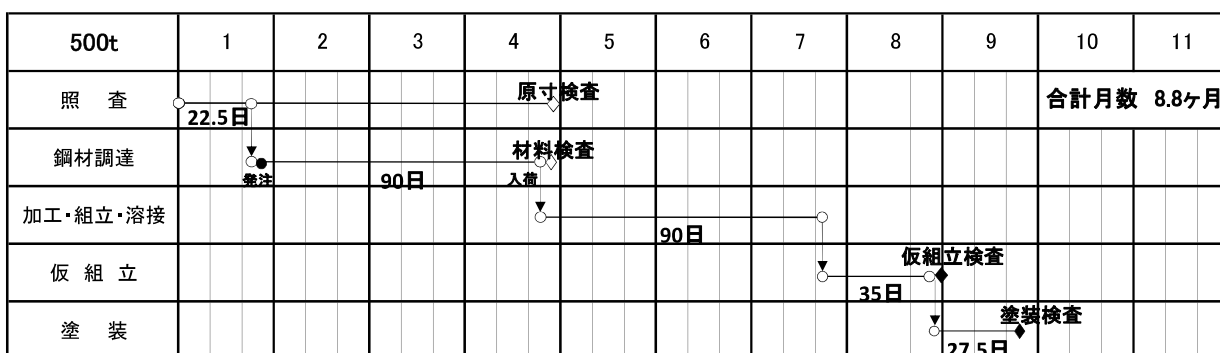 500t 1 2 3 4 5 6 7 8 9 10 11
照 査 22.5日 原寸検査 合計月数 8.8ヶ月
鋼材調達 発注 90日 入荷 材料検査
加工・組立・溶接 90日
仮 組 立 35日 仮組立検査
塗 装 27.5日 塗装検査